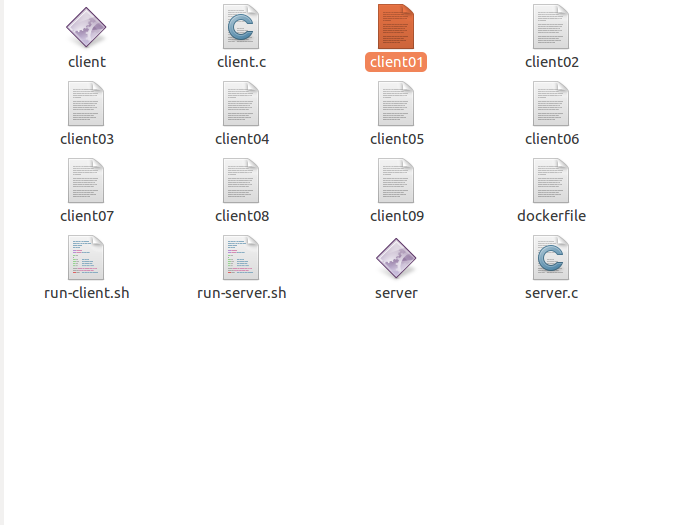 client
client.c
client01
client02
client03
client04
client05
client06
client07
client08
client09
dockerfile
run-client.sh
run-server.sh
server
server.c